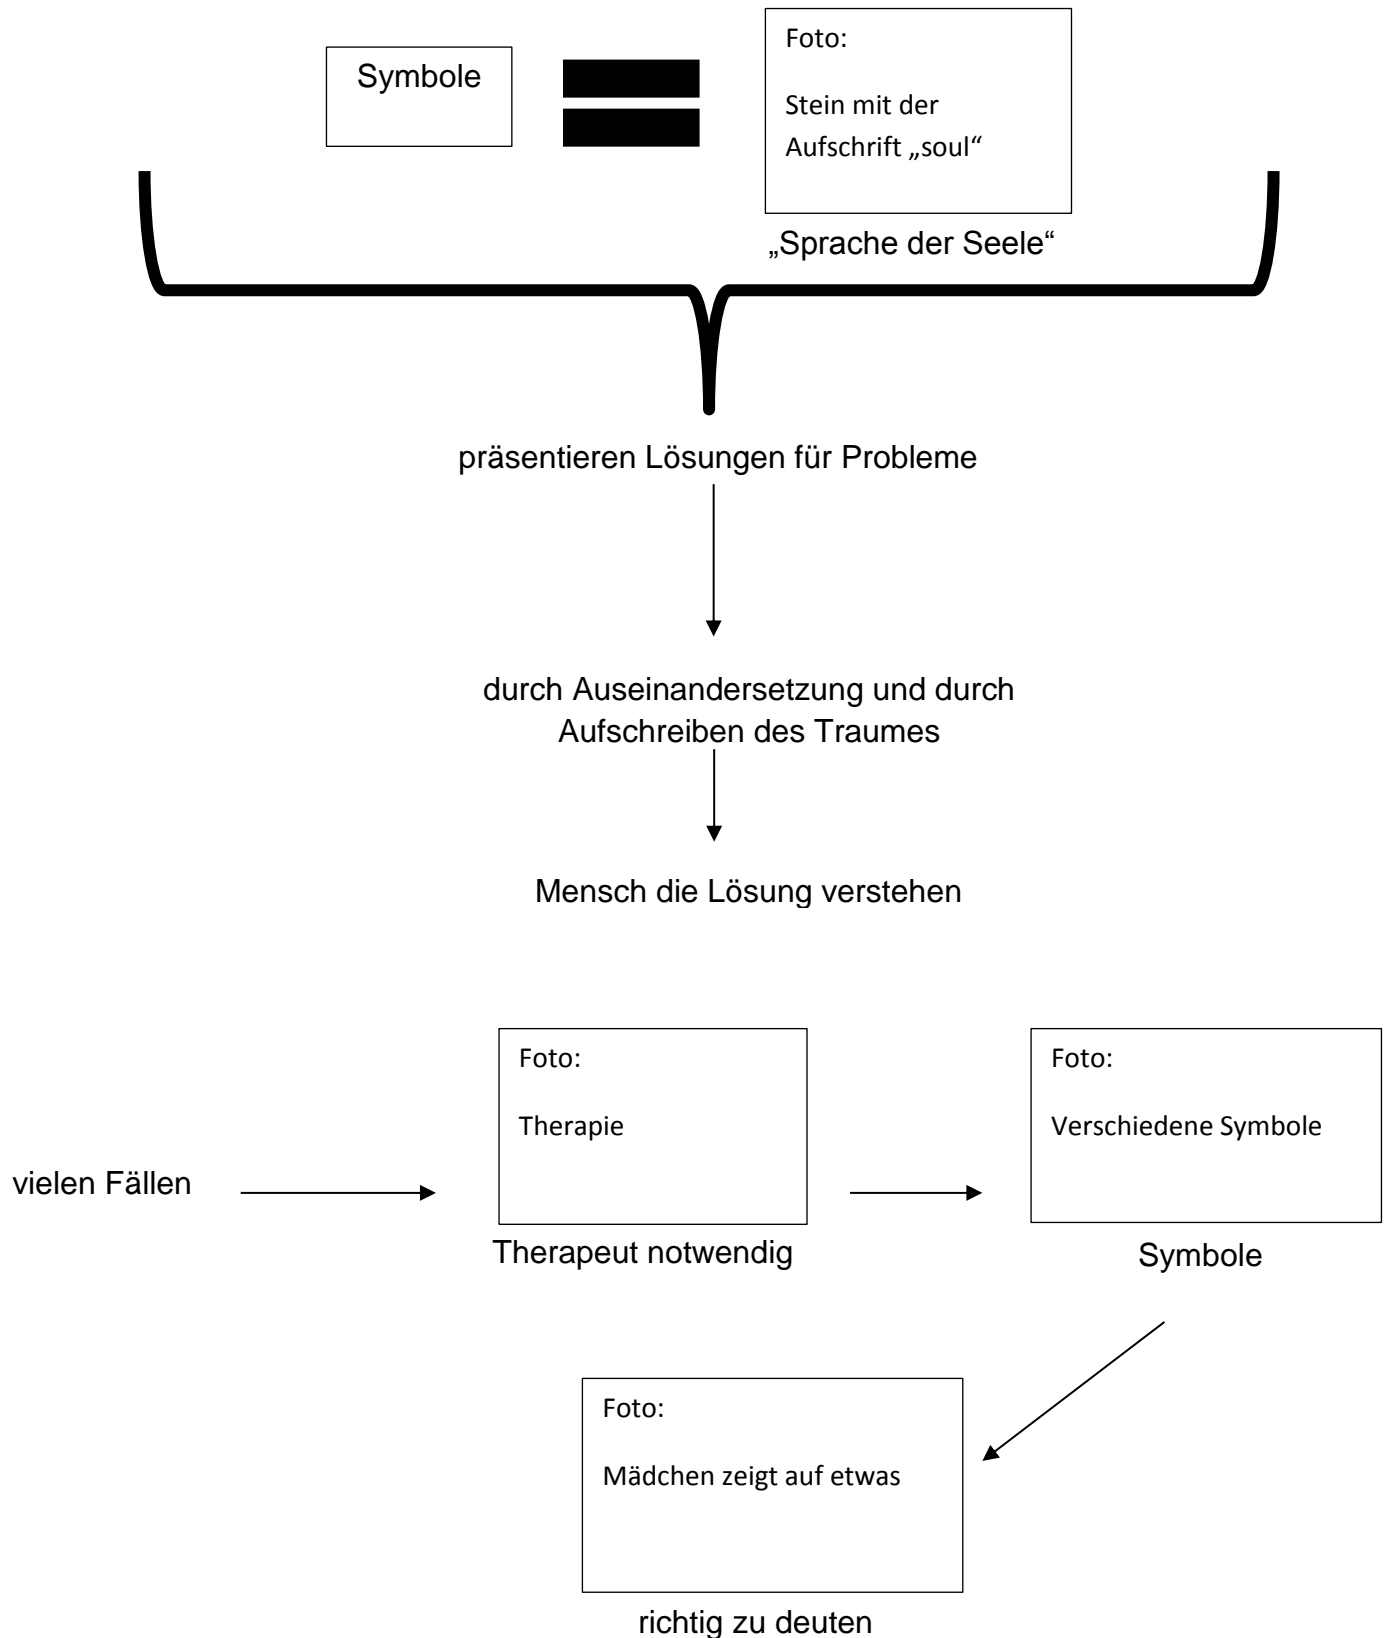 Symbole
Foto:
Stein mit der
Aufschrift „soul“
„Sprache der Seele“
präsentieren Lösungen für Probleme
durch Auseinandersetzung und durch
Aufschreiben des Traumes
Mensch die Lösung verstehen
vielen Fällen
Foto:
Therapie
Therapeut notwendig
Foto:
Verschiedene Symbole
Symbole
Foto:
Mädchen zeigt auf etwas
richtig zu deuten